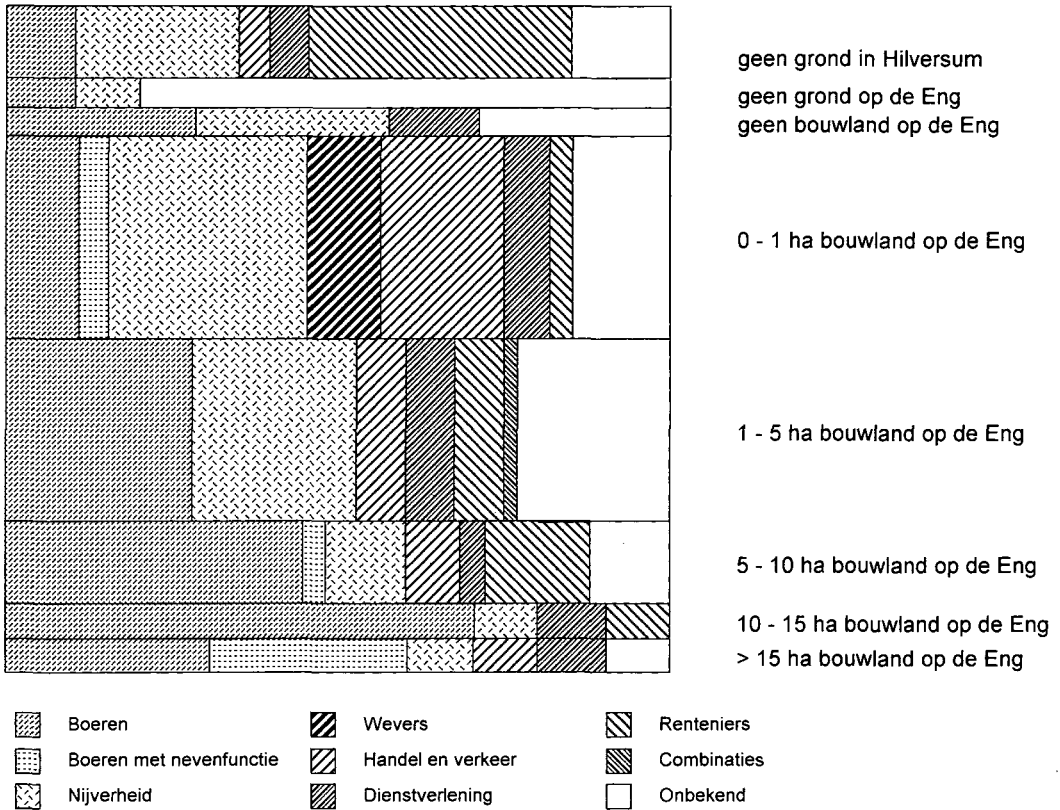 geen grond in Hilversum
geen grond op de Eng
geen bouwland op de Eng
0 - 1 ha bouwland op de Eng
1 - 5 ha bouwland op de Eng
5 - 10 ha bouwland op de Eng
10 - 15 ha bouwland op de Eng
> 15 ha bouwland op de Eng
Boeren
Wevers
Renteniers
Boeren met nevenfunctie
Handel en verkeer
Combinaties
Nijverheid
Dienstverlening
Onbekend